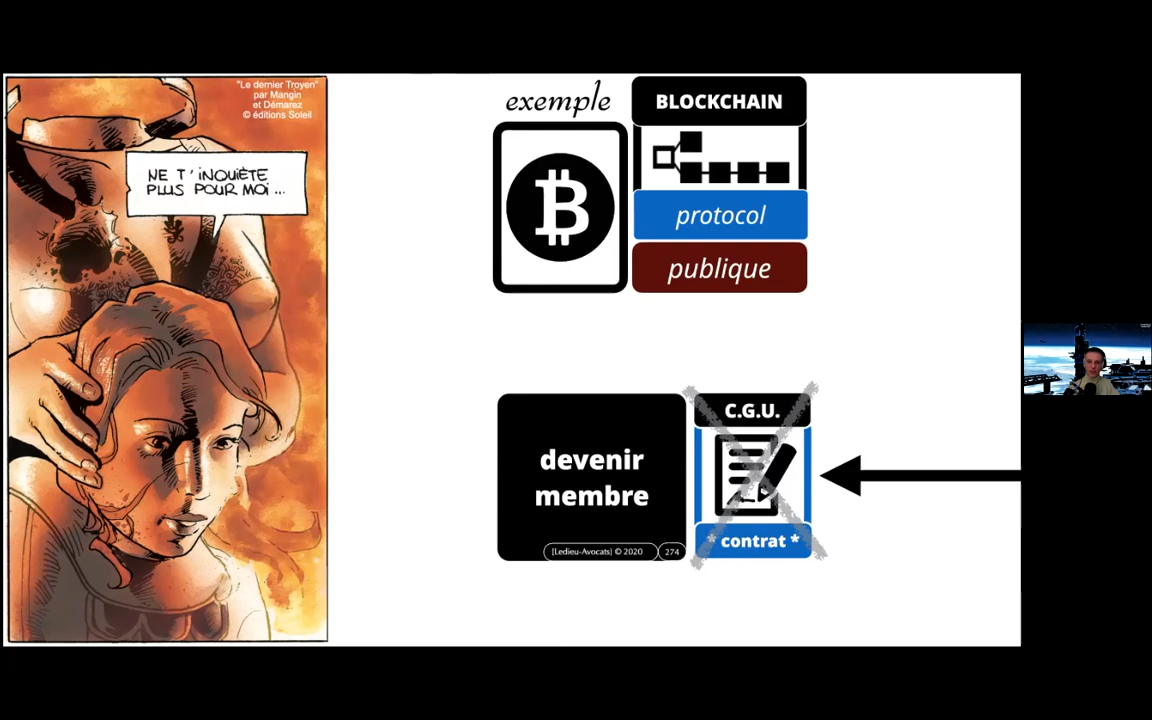 "Le dernier Troyen"
par Mangin
et Démarez
© éditions Soleil
NE T'INQUIÈTE
PLUS POUR MOI...
exemple
BLOCKCHAIN
protocol
publique
devenir
membre
[Ledieu-Avocats] © 2020
274
C.G.U.
* contrat *